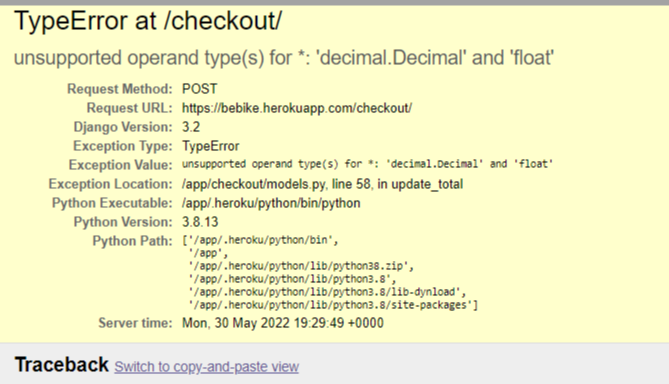 TypeError at /checkout/
unsupported operand type(s) for *: 'decimal.Decimal' and 'float'
Request Method: POST
Request URL: https://bebike.herokuapp.com/checkout/
Django Version: 3.2
Exception Type: TypeError
Exception Value: unsupported operand type(s) for *: 'decimal.Decimal' and 'float'
Exception Location: /app/checkout/models.py, line 58, in update_total
Python Executable: /app/.heroku/python/bin/python
Python Version: 3.8.13
Python Path: ['/app/.heroku/python/bin',
'/app',
'/app/.heroku/python/lib/python38.zip',
'/app/.heroku/python/lib/python3.8',
'/app/.heroku/python/lib/python3.8/lib-dynload',
'/app/.heroku/python/lib/python3.8/site-packages']
Server time: Mon, 30 May 2022 19:29:49 +0000
Traceback Switch to copy-and-paste view